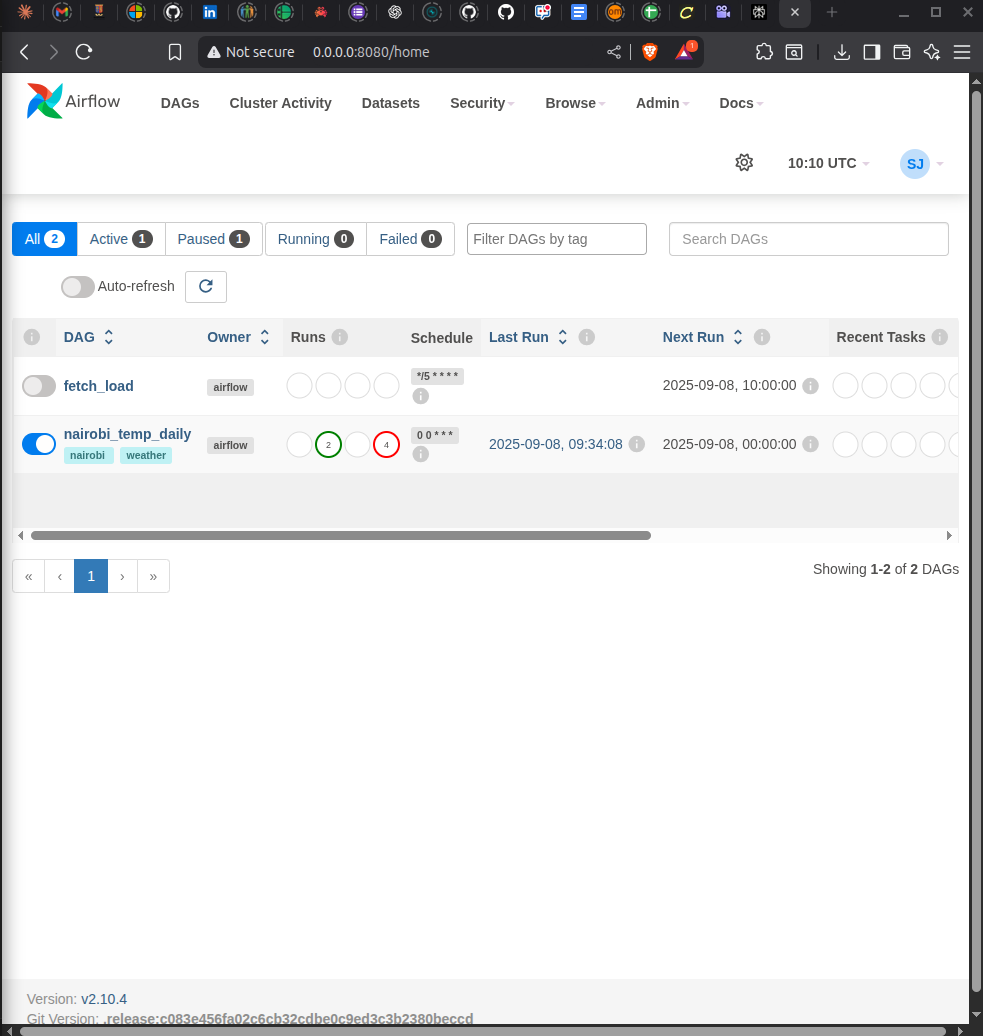 Not secure 0.0.0.0:8080/home 1
Airflow DAGs Cluster Activity Datasets Security Browse Admin Docs
10:10 UTC SJ
All 2 Active 1 Paused 1 Running 0 Failed 0 Filter DAGs by tag Search DAGs
Auto-refresh
DAG Owner Runs Schedule Last Run Next Run Recent Tasks
fetch_load airflow */5 * * * * 2025-09-08, 10:00:00
nairobi_temp_daily airflow 2 4 0 0 * * * 2025-09-08, 09:34:08 2025-09-08, 00:00:00
nairobi weather
« ‹ 1 › »
Showing 1-2 of 2 DAGs
Version: v2.10.4
Git Version: .release:c083e456fa02c6cb32cdbe0c9ed3c3b2380beccd